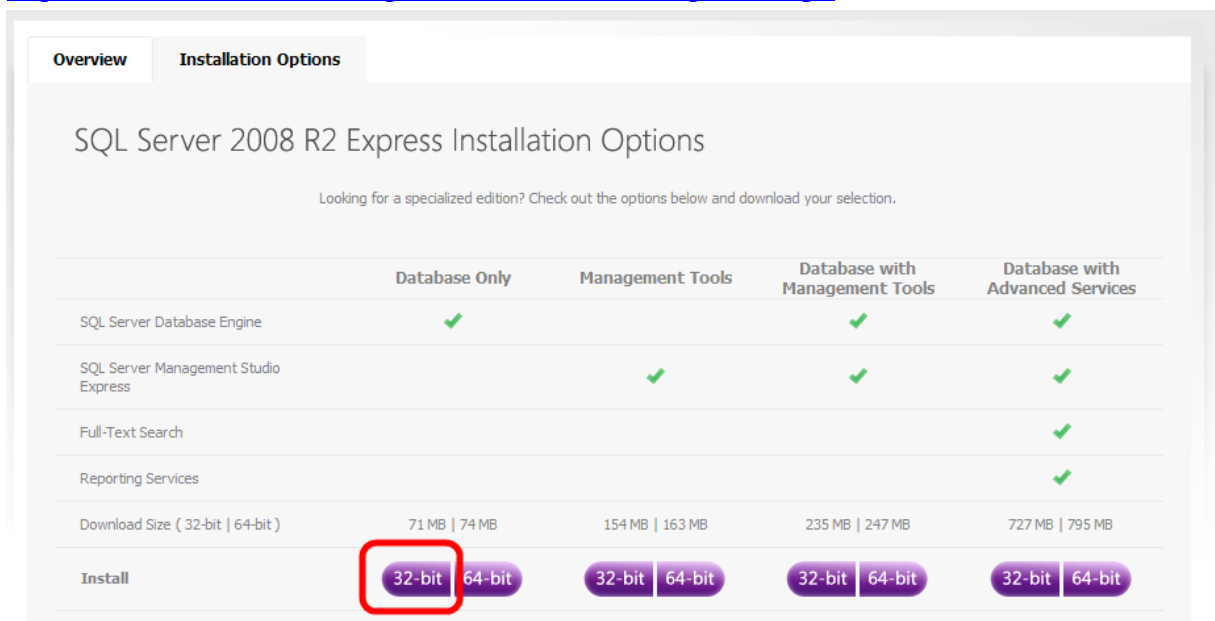 Overview Installation Options
SQL Server 2008 R2 Express Installation Options
Looking for a specialized edition? Check out the options below and download your selection.
Database Only Management Tools Database with Management Tools Database with Advanced Services
SQL Server Database Engine
SQL Server Management Studio
Express
Full-Text Search
Reporting Services
Download Size ( 32-bit | 64-bit ) 71 MB | 74 MB 154 MB | 163 MB 235 MB | 247 MB 727 MB | 795 MB
Install 32-bit 64-bit 32-bit 64-bit 32-bit 64-bit 32-bit 64-bit